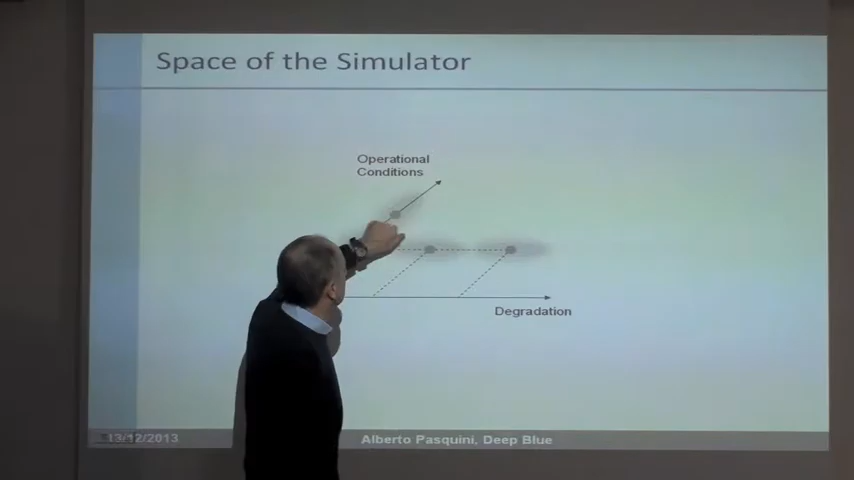 Space of the Simulator
Operational
Conditions
Degradation
13/12/2013
Alberto Pasquini, Deep Blue